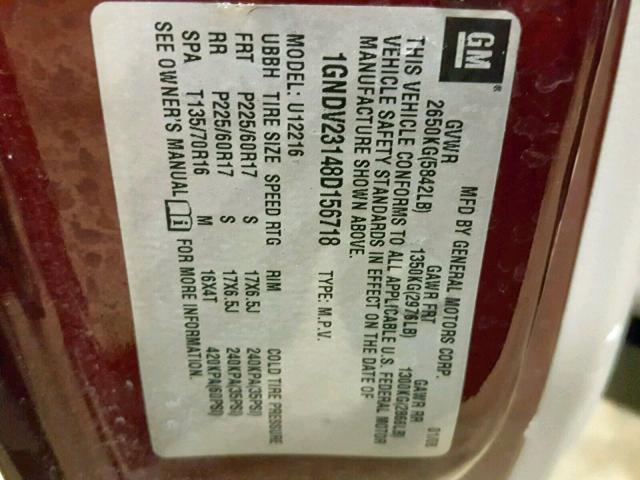 GM®
MFD BY GENERAL MOTORS CORP. 01/08
GVWR GAWR FRT GAWR RR
2650KG(5842LB) 1350KG(2976LB) 1300KG(2866LB)
THIS VEHICLE CONFORMS TO ALL APPLICABLE U.S. FEDERAL MOTOR
VEHICLE SAFETY STANDARDS IN EFFECT ON THE DATE OF
MANUFACTURE SHOWN ABOVE.
1GNDV23148D156718 TYPE: M.P.V.
MODEL: U12216
UBBH TIRE SIZE SPEED RTG RIM COLD TIRE PRESSURE
FRT P225/60R17 S 17X6.5J 240KPA(35PSI)
RR P225/60R17 S 17X6.5J 240KPA(35PSI)
SPA T135/70R16 M 16X4T 420KPA(60PSI)
SEE OWNER'S MANUAL FOR MORE INFORMATION.